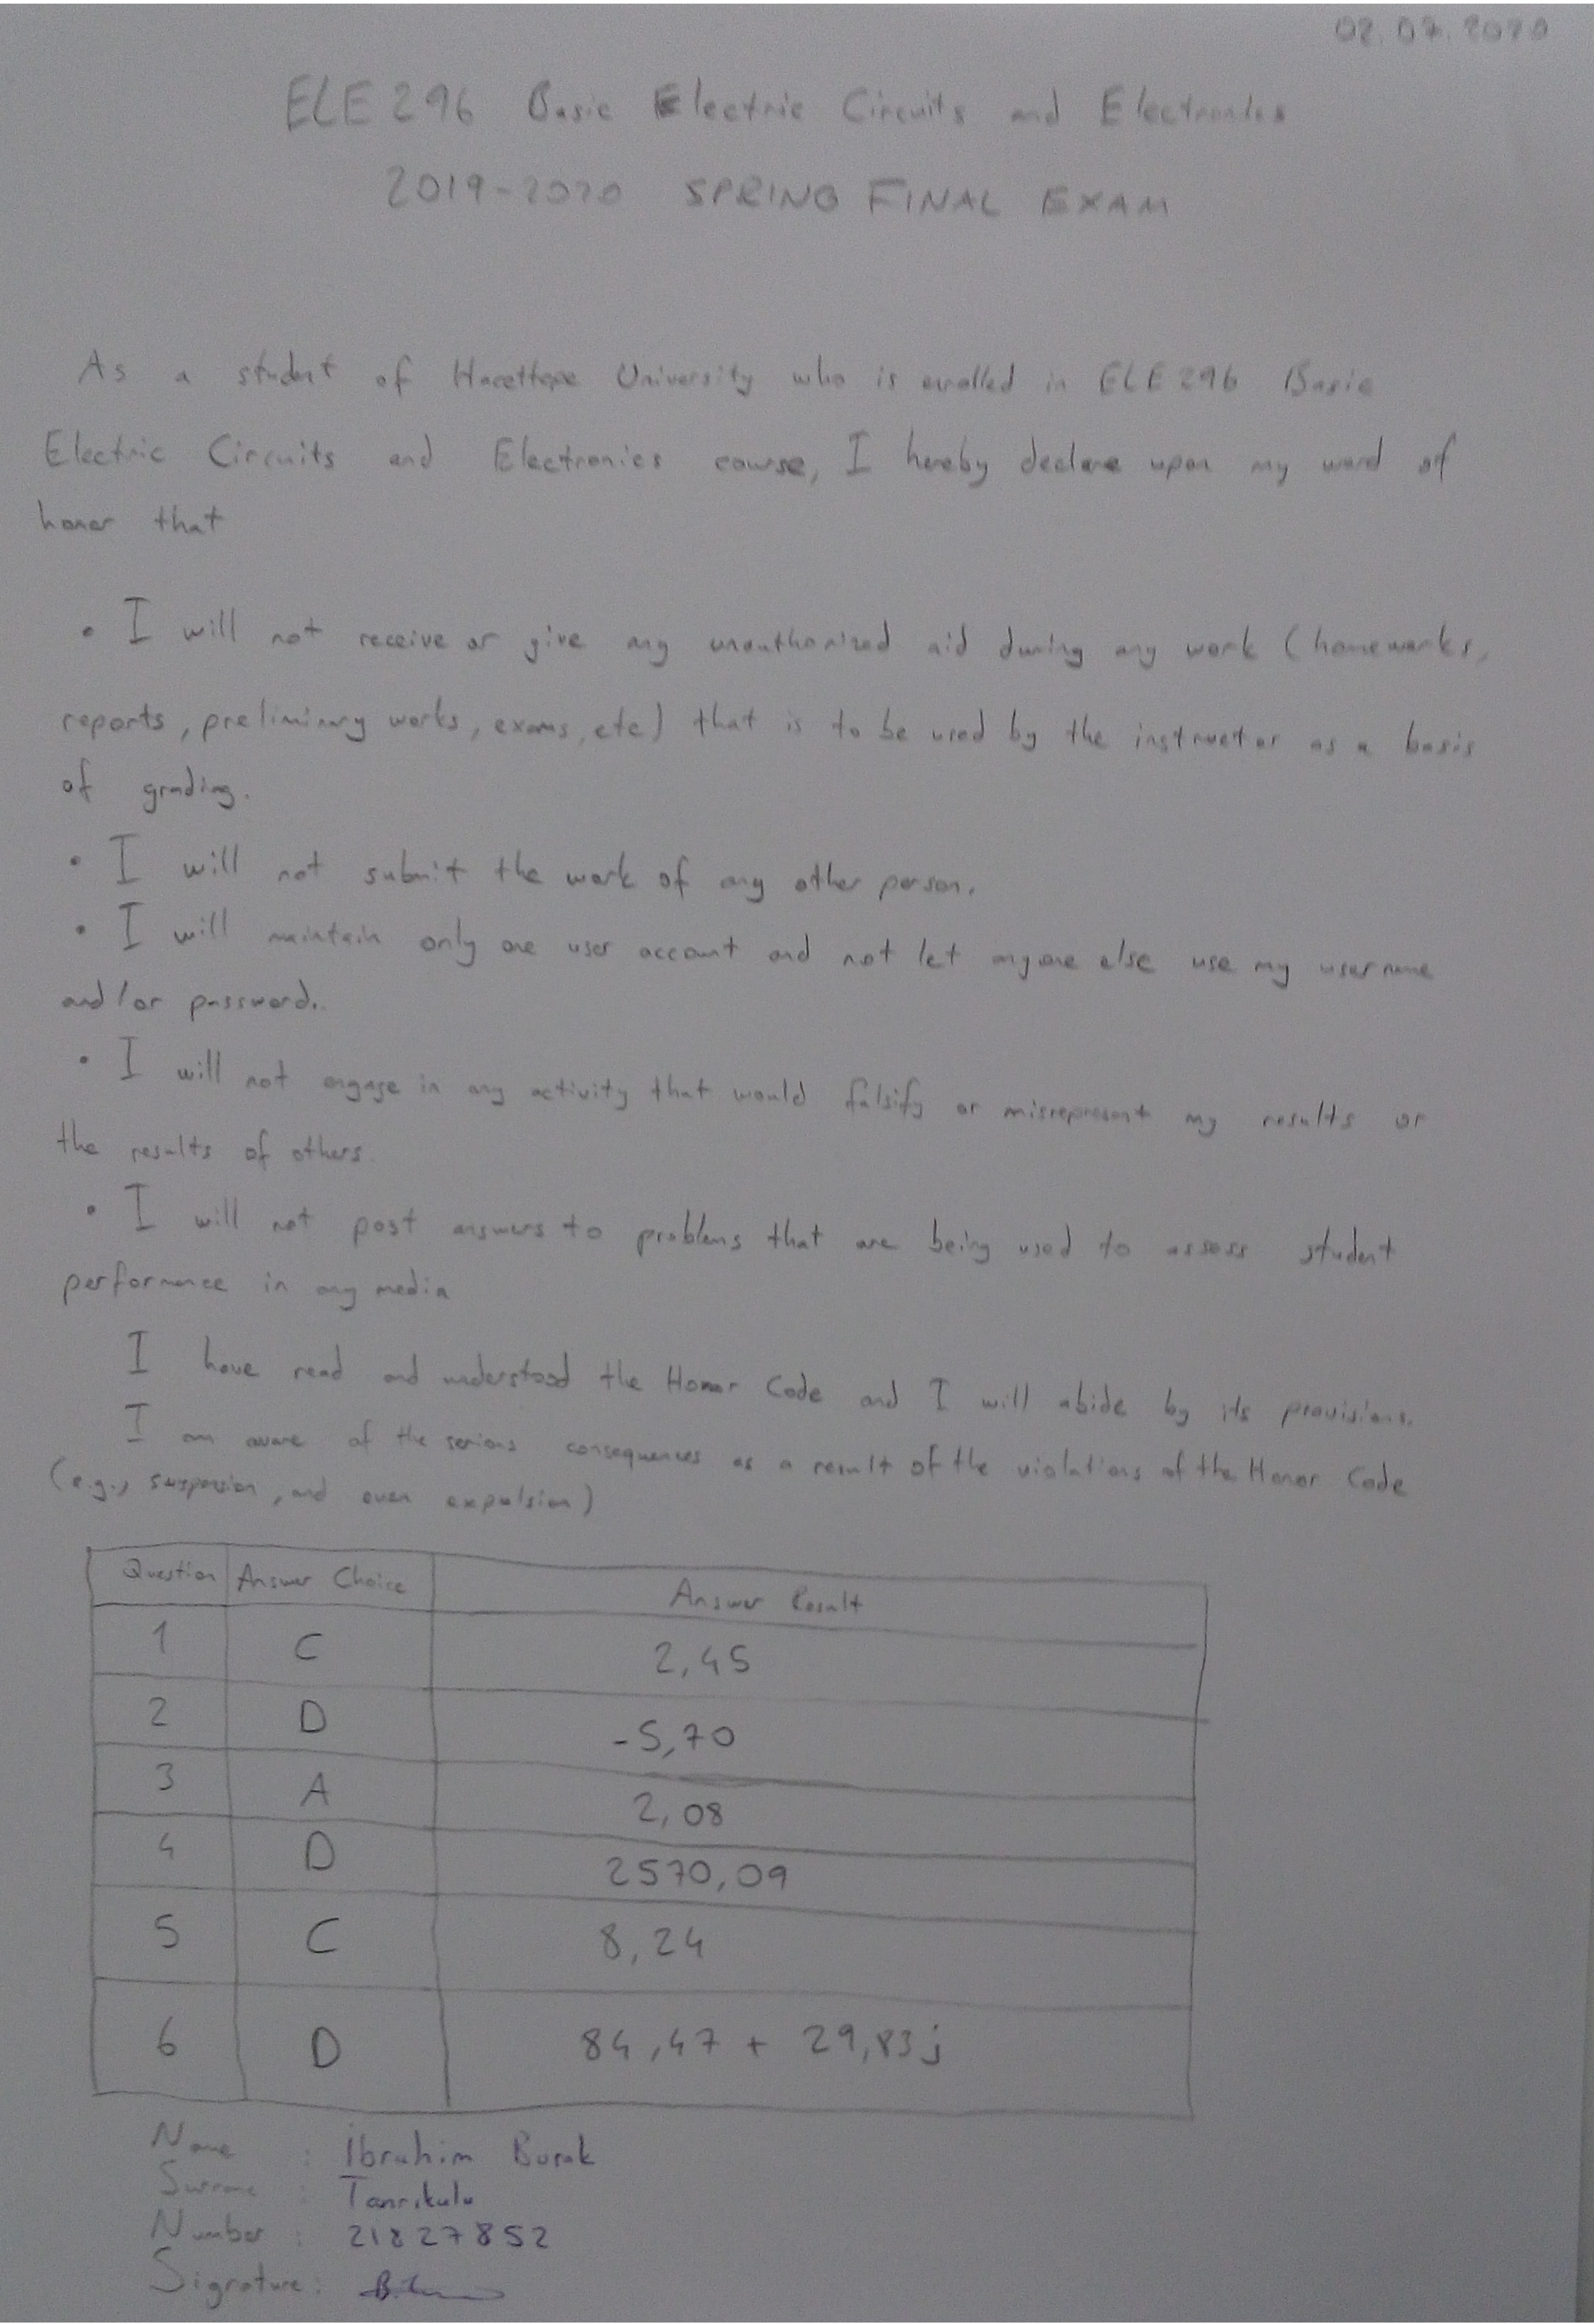 02.07.2020
ELE 296 Basic Electric Circuits and Electronics
2019-2020 SPRING FINAL EXAM
As a student of Hacettepe University who is enrolled in ELE 296 Basic
Electric Circuits and Electronics course, I hereby declare upon my word of
honor that
• I will not receive or give any unauthorized aid during any work (homeworks,
reports, preliminary works, exams, etc) that is to be used by the instructor as a basis
of grading.
• I will not submit the work of any other person.
• I will maintain only one user account and not let anyone else use my username
and/or password.
• I will not engage in any activity that would falsify or misrepresent my results or
the results of others.
• I will not post answers to problems that are being used to assess student
performance in any media
I have read and understood the Honor Code and I will abide by its provisions.
I am aware of the serious consequences as a result of the violations of the Honor Code
(e.g., suspension, and even expulsion)
Question Answer Choice Answer Result
1 C 2,45
2 D -5,70
3 A 2,08
4 D 2570,09
5 C 8,24
6 D 84,47 + 29,83j
Name : İbrahim Burak
Surname : Tanrıkulu
Number : 21827852
Signature: